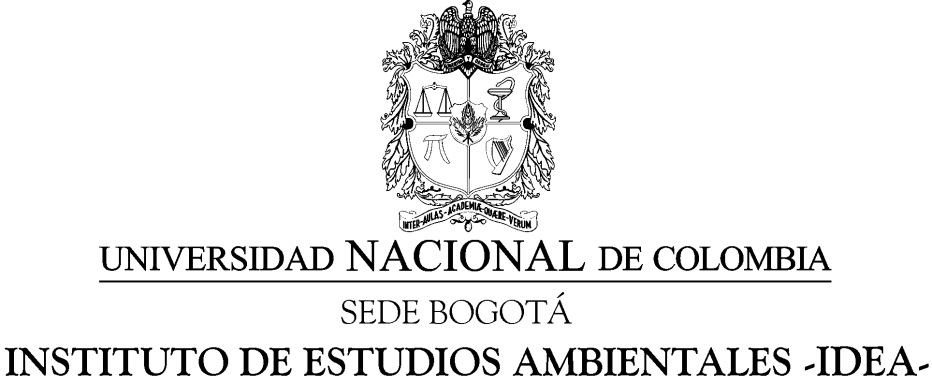 INTER-AULAS-ACADEMIÆ-QUÆRE-VERUM
UNIVERSIDAD NACIONAL DE COLOMBIA
SEDE BOGOTÁ
INSTITUTO DE ESTUDIOS AMBIENTALES -IDEA-